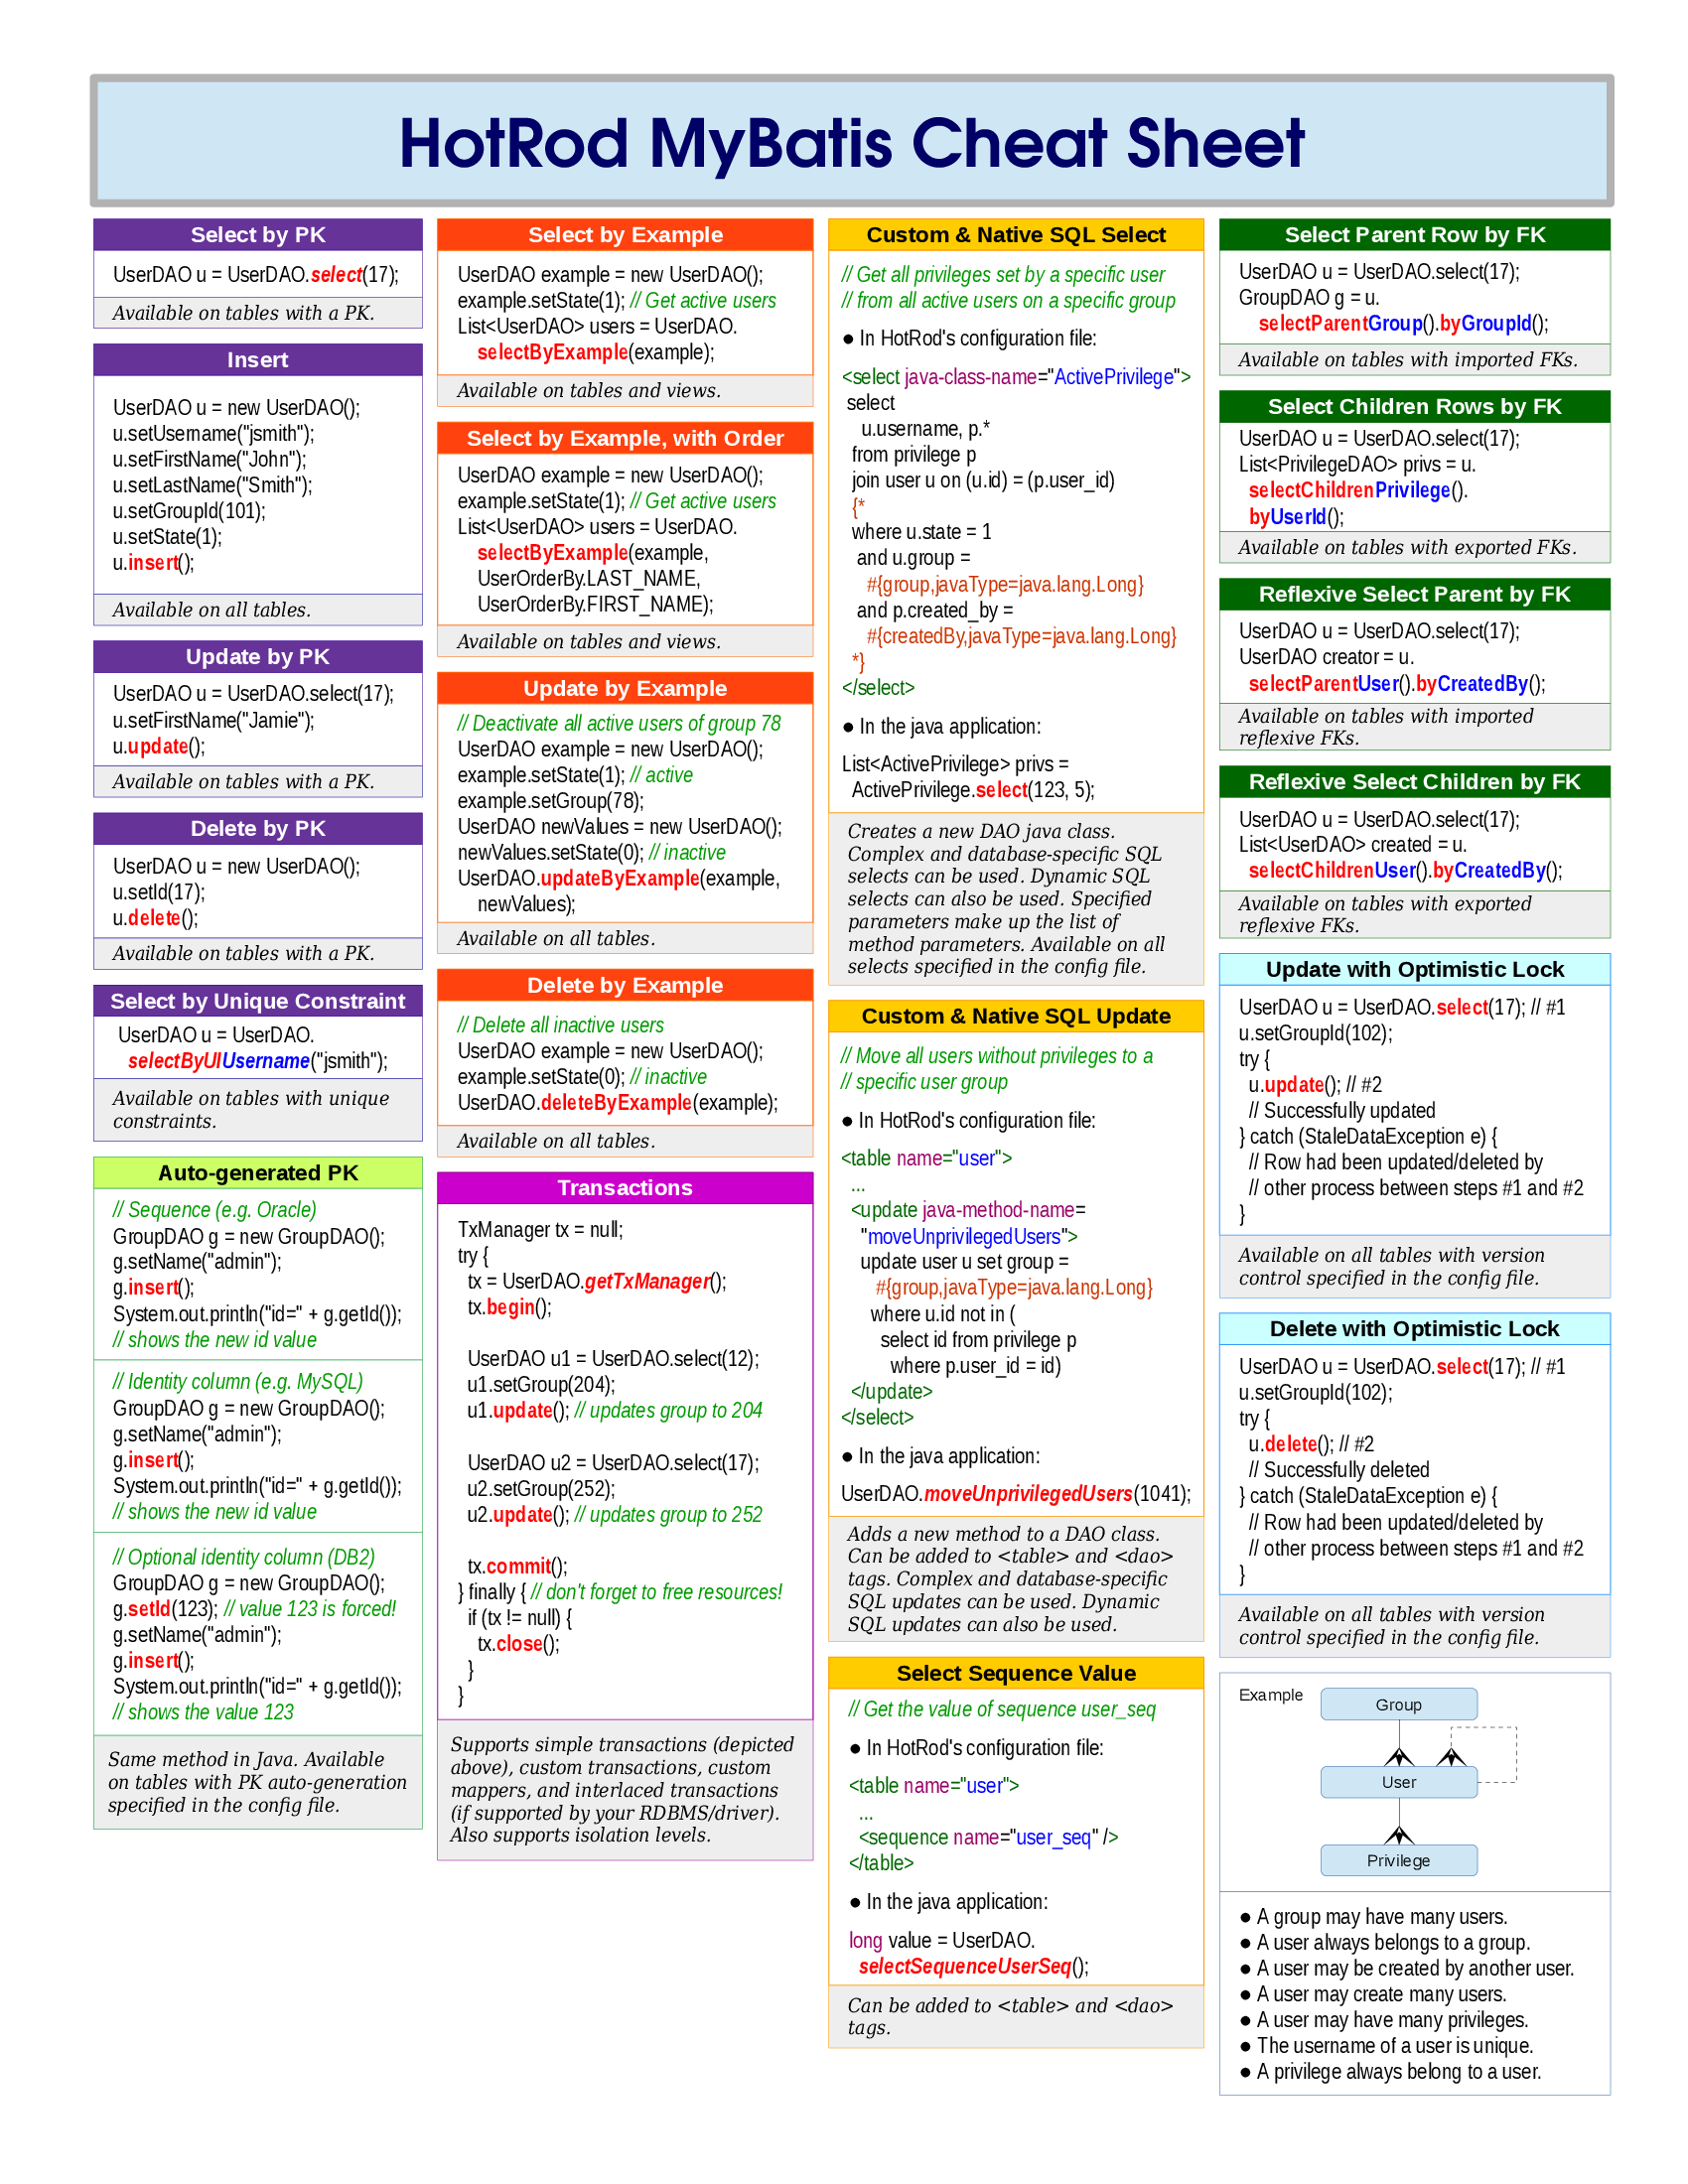 HotRod MyBatis Cheat Sheet
Select by PK
UserDAO u = UserDAO.select(17);
Available on tables with a PK.
Insert
UserDAO u = new UserDAO();
u.setUsername("jsmith");
u.setFirstName("John");
u.setLastName("Smith");
u.setGroupId(101);
u.setState(1);
u.insert();
Available on all tables.
Update by PK
UserDAO u = UserDAO.select(17);
u.setFirstName("Jamie");
u.update();
Available on tables with a PK.
Delete by PK
UserDAO u = new UserDAO();
u.setId(17);
u.delete();
Available on tables with a PK.
Select by Unique Constraint
UserDAO u = UserDAO.
selectByUIUsername("jsmith");
Available on tables with unique
constraints.
Auto-generated PK
// Sequence (e.g. Oracle)
GroupDAO g = new GroupDAO();
g.setName("admin");
g.insert();
System.out.println("id=" + g.getId());
// shows the new id value
// Identity column (e.g. MySQL)
GroupDAO g = new GroupDAO();
g.setName("admin");
g.insert();
System.out.println("id=" + g.getId());
// shows the new id value
// Optional identity column (DB2)
GroupDAO g = new GroupDAO();
g.setId(123); // value 123 is forced!
g.setName("admin");
g.insert();
System.out.println("id=" + g.getId());
// shows the value 123
Same method in Java. Available
on tables with PK auto-generation
specified in the config file.
Select by Example
UserDAO example = new UserDAO();
example.setState(1); // Get active users
List<UserDAO> users = UserDAO.
selectByExample(example);
Available on tables and views.
Select by Example, with Order
UserDAO example = new UserDAO();
example.setState(1); // Get active users
List<UserDAO> users = UserDAO.
selectByExample(example,
UserOrderBy.LAST_NAME,
UserOrderBy.FIRST_NAME);
Available on tables and views.
Update by Example
// Deactivate all active users of group 78
UserDAO example = new UserDAO();
example.setState(1); // active
example.setGroup(78);
UserDAO newValues = new UserDAO();
newValues.setState(0); // inactive
UserDAO.updateByExample(example,
newValues);
Available on all tables.
Delete by Example
// Delete all inactive users
UserDAO example = new UserDAO();
example.setState(0); // inactive
UserDAO.deleteByExample(example);
Available on all tables.
Transactions
TxManager tx = null;
try {
tx = UserDAO.getTxManager();
tx.begin();
UserDAO u1 = UserDAO.select(12);
u1.setGroup(204);
u1.update(); // updates group to 204
UserDAO u2 = UserDAO.select(17);
u2.setGroup(252);
u2.update(); // updates group to 252
tx.commit();
} finally { // don't forget to free resources!
if (tx != null) {
tx.close();
}
}
Supports simple transactions (depicted
above), custom transactions, custom
mappers, and interlaced transactions
(if supported by your RDBMS/driver).
Also supports isolation levels.
Custom & Native SQL Select
// Get all privileges set by a specific user
// from all active users on a specific group
● In HotRod's configuration file:
<select java-class-name="ActivePrivilege">
select
u.username, p.*
from privilege p
join user u on (u.id) = (p.user_id)
{*
where u.state = 1
and u.group =
#{group,javaType=java.lang.Long}
and p.created_by =
#{createdBy,javaType=java.lang.Long}
*}
</select>
● In the java application:
List<ActivePrivilege> privs =
ActivePrivilege.select(123, 5);
Creates a new DAO java class.
Complex and database-specific SQL
selects can be used. Dynamic SQL
selects can also be used. Specified
parameters make up the list of
method parameters. Available on all
selects specified in the config file.
Custom & Native SQL Update
// Move all users without privileges to a
// specific user group
● In HotRod's configuration file:
<table name="user">
...
<update java-method-name=
"moveUnprivilegedUsers">
update user u set group =
#{group,javaType=java.lang.Long}
where u.id not in (
select id from privilege p
where p.user_id = id)
</update>
</select>
● In the java application:
UserDAO.moveUnprivilegedUsers(1041);
Adds a new method to a DAO class.
Can be added to <table> and <dao>
tags. Complex and database-specific
SQL updates can be used. Dynamic
SQL updates can also be used.
Select Sequence Value
// Get the value of sequence user_seq
● In HotRod's configuration file:
<table name="user">
...
<sequence name="user_seq" />
</table>
● In the java application:
long value = UserDAO.
selectSequenceUserSeq();
Can be added to <table> and <dao>
tags.
Select Parent Row by FK
UserDAO u = UserDAO.select(17);
GroupDAO g = u.
selectParentGroup().byGroupId();
Available on tables with imported FKs.
Select Children Rows by FK
UserDAO u = UserDAO.select(17);
List<PrivilegeDAO> privs = u.
selectChildrenPrivilege().
byUserId();
Available on tables with exported FKs.
Reflexive Select Parent by FK
UserDAO u = UserDAO.select(17);
UserDAO creator = u.
selectParentUser().byCreatedBy();
Available on tables with imported
reflexive FKs.
Reflexive Select Children by FK
UserDAO u = UserDAO.select(17);
List<UserDAO> created = u.
selectChildrenUser().byCreatedBy();
Available on tables with exported
reflexive FKs.
Update with Optimistic Lock
UserDAO u = UserDAO.select(17); // #1
u.setGroupId(102);
try {
u.update(); // #2
// Successfully updated
} catch (StaleDataException e) {
// Row had been updated/deleted by
// other process between steps #1 and #2
}
Available on all tables with version
control specified in the config file.
Delete with Optimistic Lock
UserDAO u = UserDAO.select(17); // #1
u.setGroupId(102);
try {
u.delete(); // #2
// Successfully deleted
} catch (StaleDataException e) {
// Row had been updated/deleted by
// other process between steps #1 and #2
}
Available on all tables with version
control specified in the config file.
Example
Group
User
Privilege
● A group may have many users.
● A user always belongs to a group.
● A user may be created by another user.
● A user may create many users.
● A user may have many privileges.
● The username of a user is unique.
● A privilege always belong to a user.